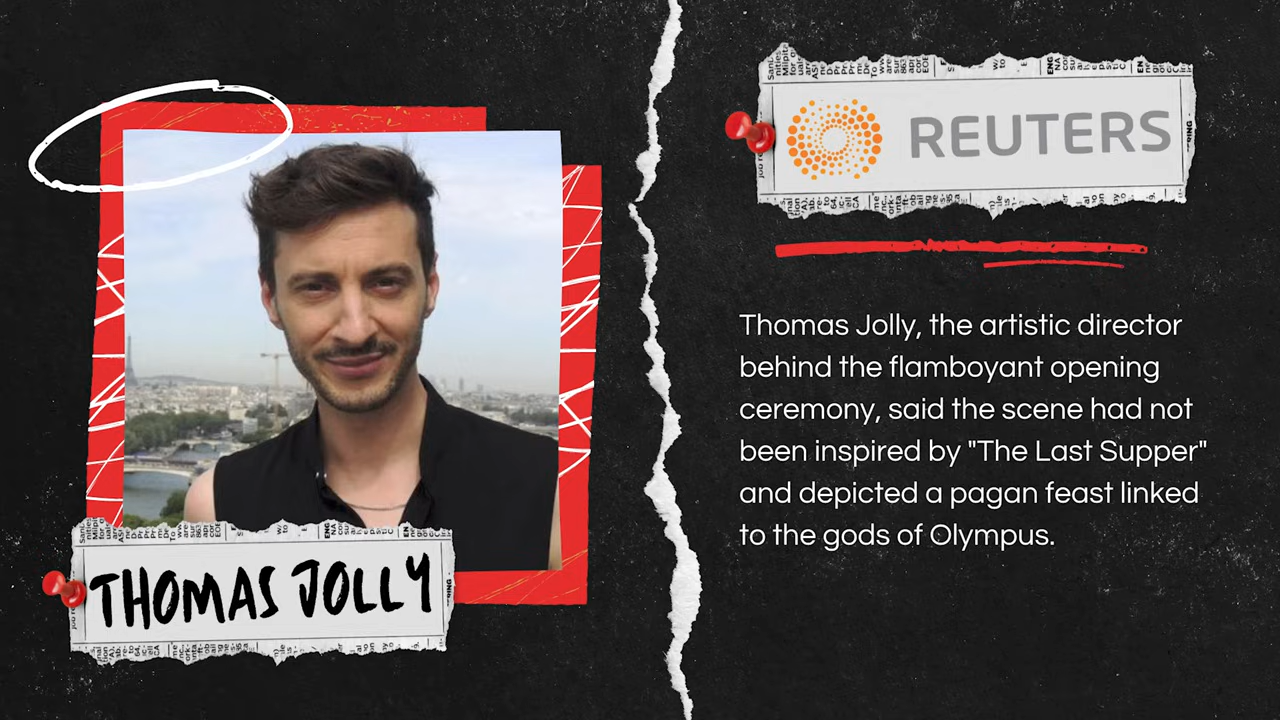 THOMAS JOLLY
REUTERS
Thomas Jolly, the artistic director
behind the flamboyant opening
ceremony, said the scene had not
been inspired by "The Last Supper"
and depicted a pagan feast linked
to the gods of Olympus.